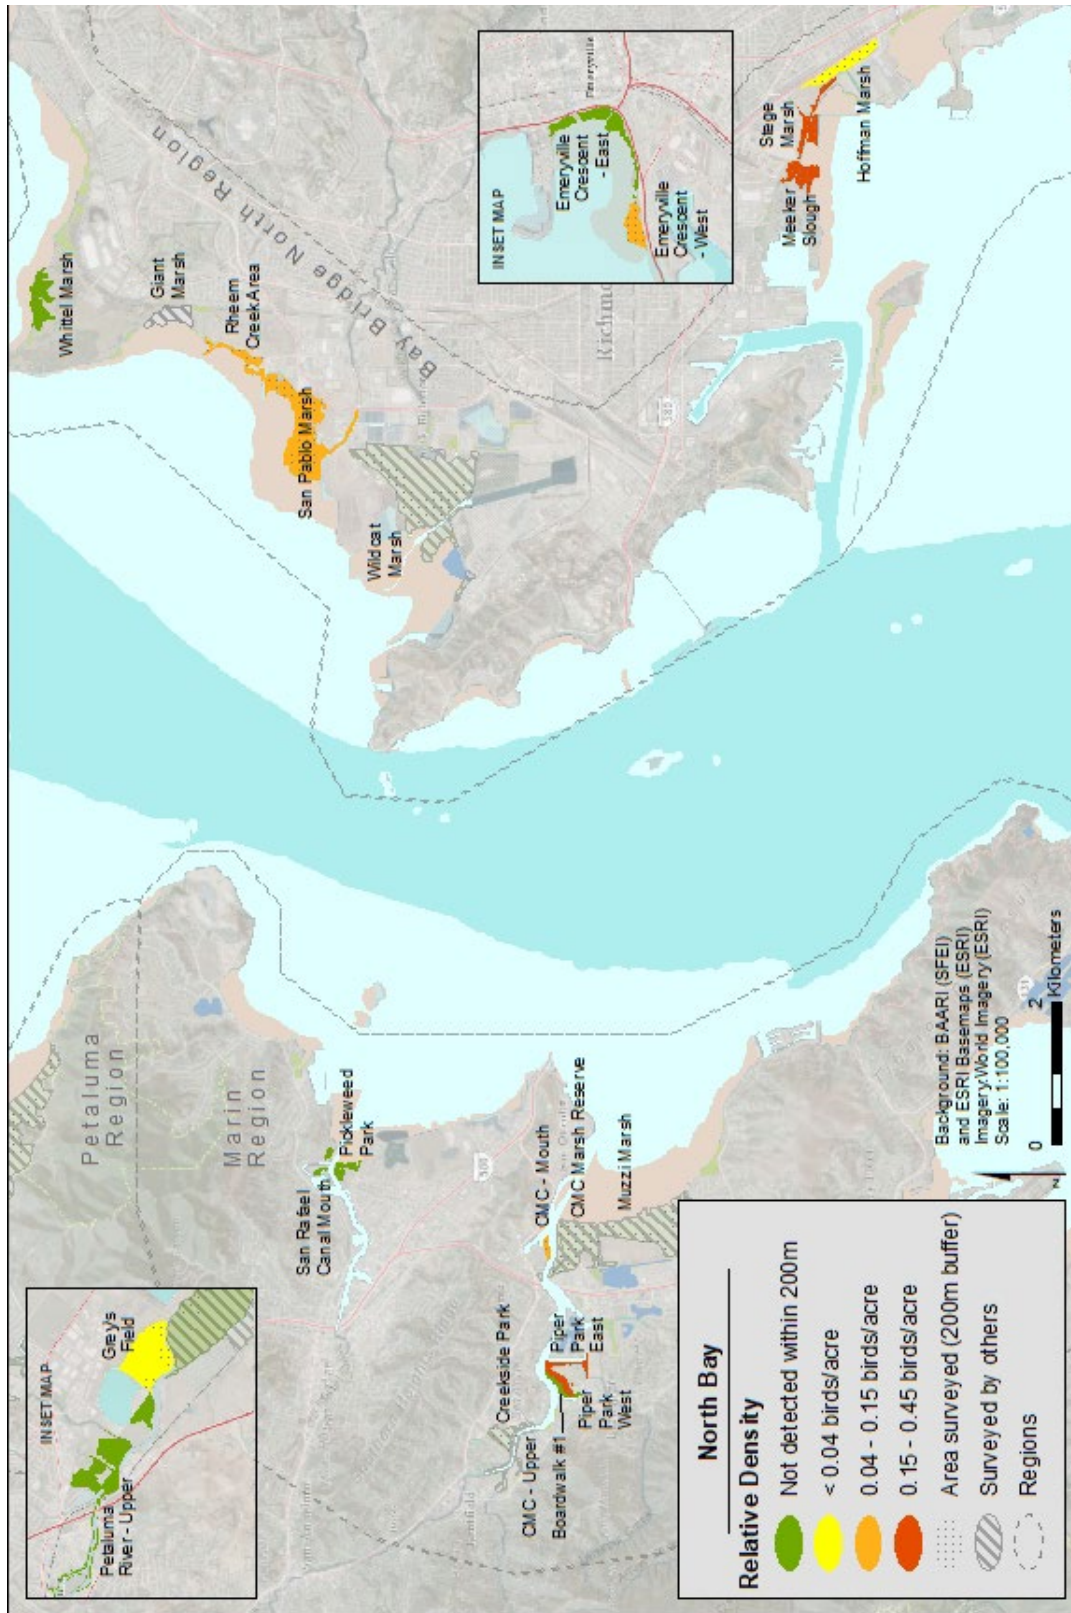 INSET MAP
Grey's
Field
Petaluma
River - Upper
Petaluma
Region
Marin
Region
San Rafael
Canal Mouth
Pickleweed
Park
Creekside Park
CMC - Upper
Boardwalk #1
Piper
Park
West
Piper
Park
East
CMC - Mouth
CMC Marsh Reserve
Muzzi Marsh
Whittel Marsh
Giant
Marsh
Rheem
Creek Area
San Pablo Marsh
Wildcat
Marsh
Bay Bridge North Region
Richmo
580
INSET MAP
Emeryville
Emeryville
Crescent
- East
Emeryville
Crescent
- West
Meeker
Slough
Stege
Marsh
Hoffman Marsh
North Bay
Relative Density
Not detected within 200m
< 0.04 birds/acre
0.04 - 0.15 birds/acre
0.15 - 0.45 birds/acre
Area surveyed (200m buffer)
Surveyed by others
Regions
Background: BAARI (SFEI)
and ESRI Basemaps (ESRI)
Imagery:World Imagery (ESRI)
Scale: 1:100,000
0 2
Kilometers
N
131